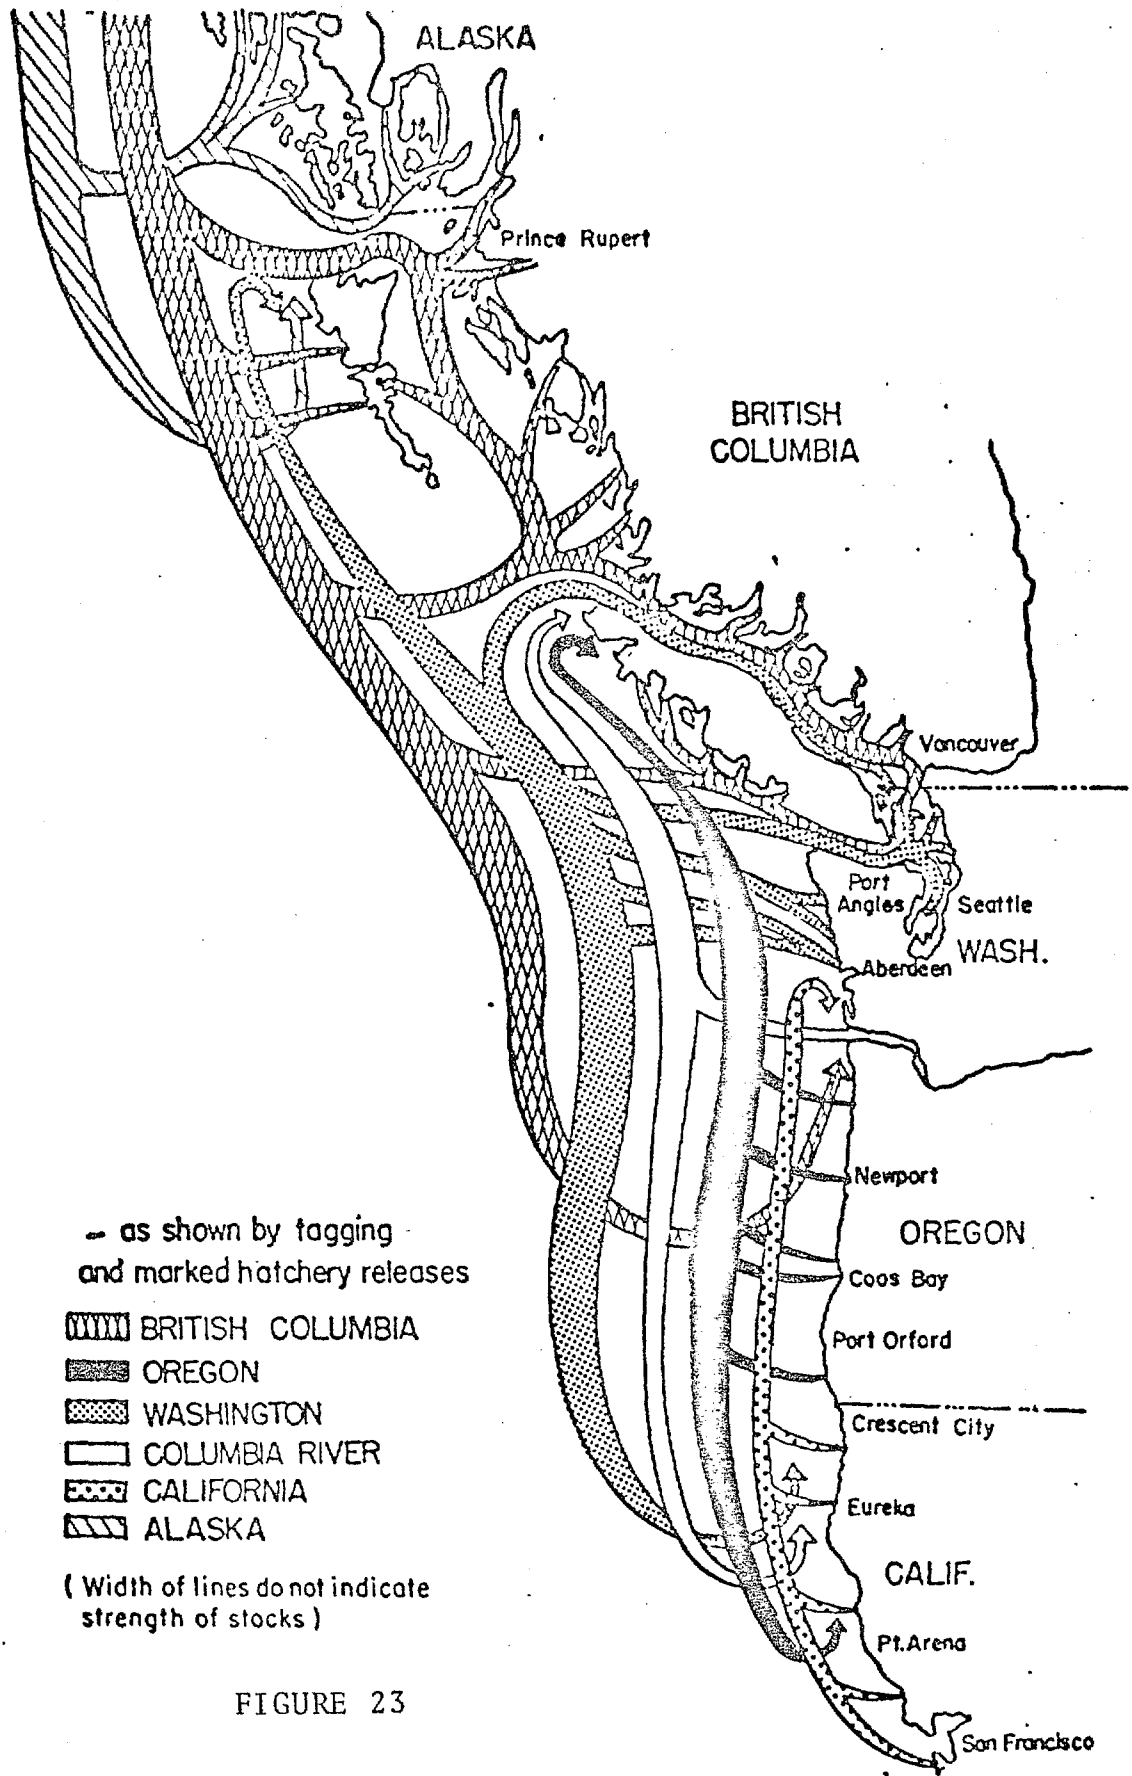 ALASKA
Prince Rupert
BRITISH
COLUMBIA
Vancouver
Port
Angles
Seattle
WASH.
Aberdeen
Newport
OREGON
Coos Bay
Port Orford
Crescent City
Eureka
CALIF.
Pt. Arena
San Francisco
- as shown by tagging
and marked hatchery releases
BRITISH COLUMBIA
OREGON
WASHINGTON
COLUMBIA RIVER
CALIFORNIA
ALASKA
( Width of lines do not indicate
strength of stocks )
FIGURE 23